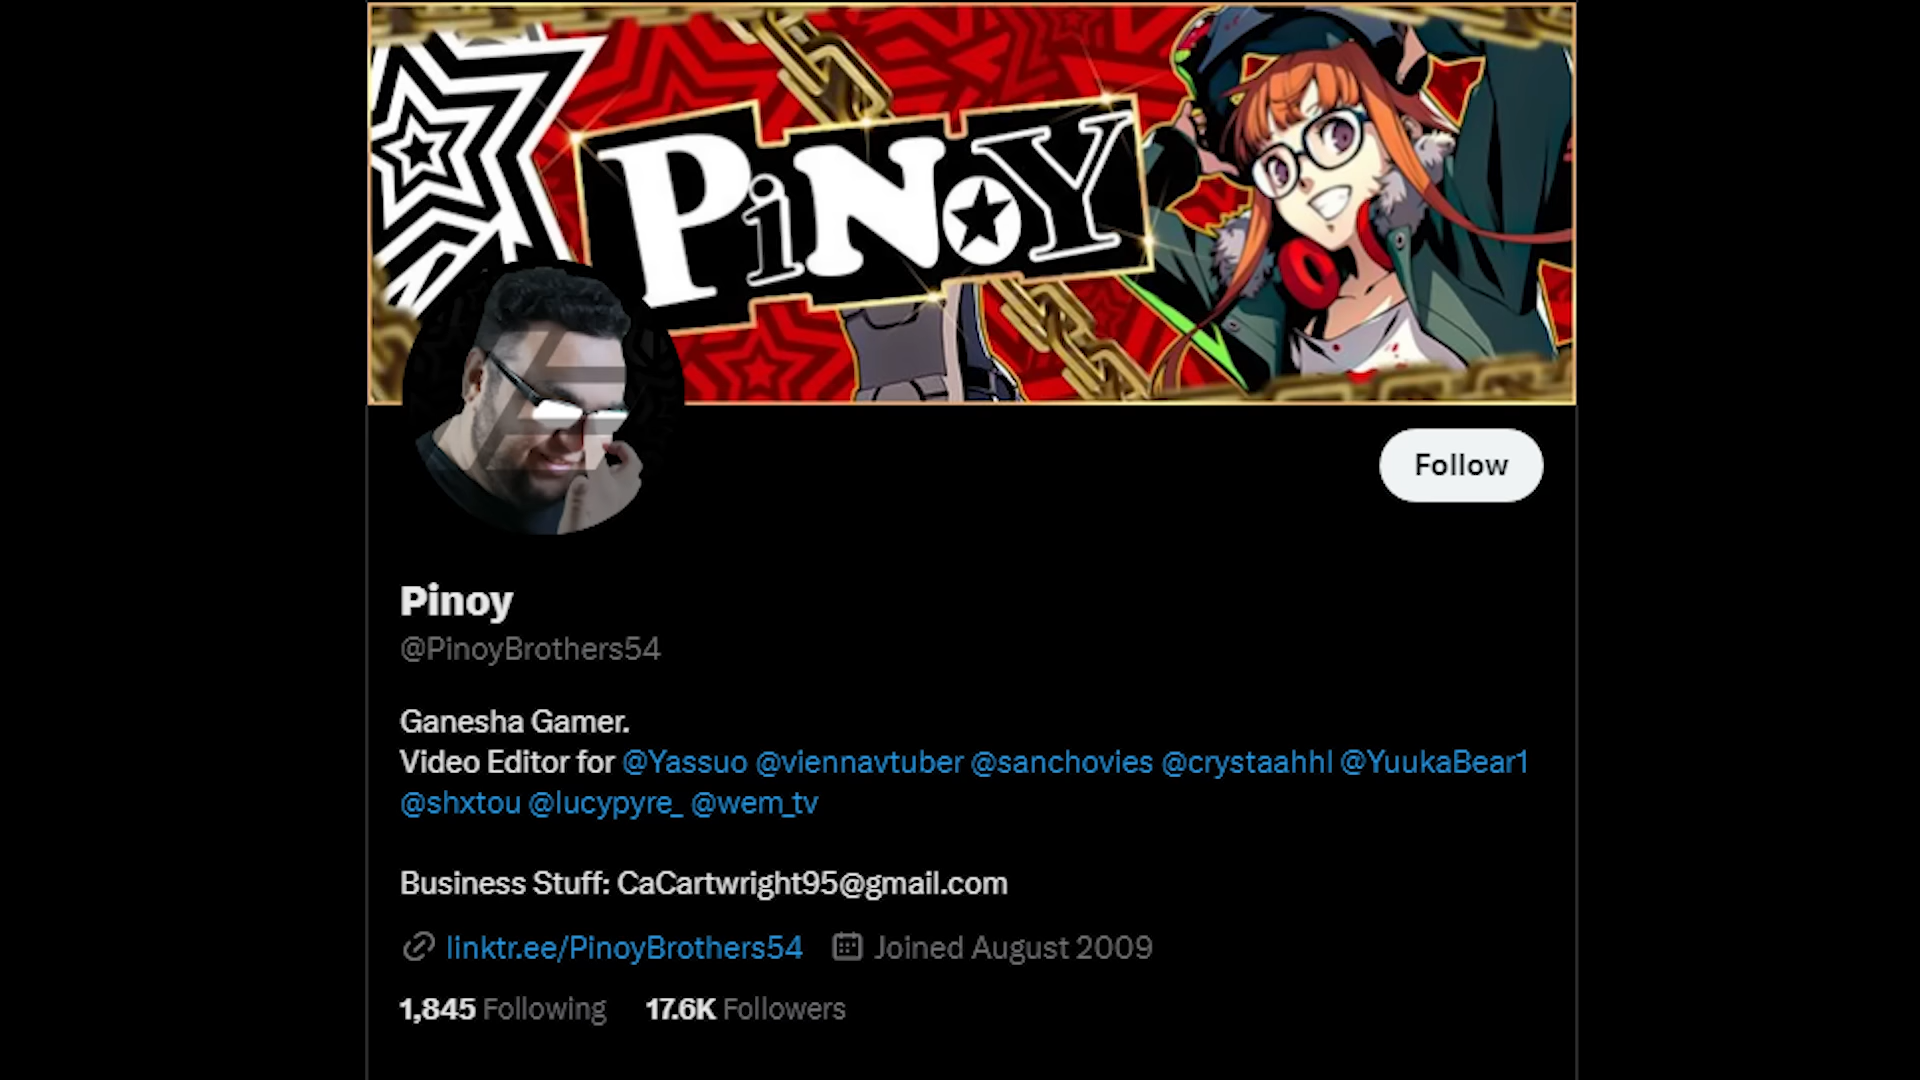 PiNoY
Follow
Pinoy
@PinoyBrothers54
Ganesha Gamer.
Video Editor for @Yassuo @viennavtuber @sanchovies @crystaahhl @YuukaBear1
@shxtou @lucypyre_ @wem_tv
Business Stuff: CaCartwright95@gmail.com
linktr.ee/PinoyBrothers54 Joined August 2009
1,845 Following 17.6K Followers